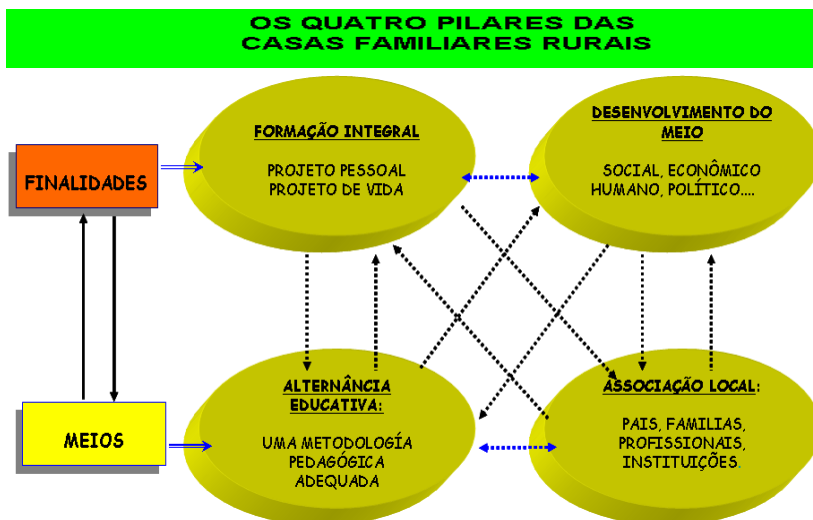 OS QUATRO PILARES DAS
CASAS FAMILIARES RURAIS
FINALIDADES
FORMAÇÃO INTEGRAL
PROJETO PESSOAL
PROJETO DE VIDA
DESENVOLVIMENTO DO
MEIO
SOCIAL, ECONÔMICO
HUMANO, POLÍTICO....
MEIOS
ALTERNÂNCIA
EDUCATIVA:
UMA METODOLOGÍA
PEDAGÓGICA
ADEQUADA
ASSOCIAÇÃO LOCAL:
PAIS, FAMILIAS,
PROFISSIONAIS,
INSTITUIÇÕES.